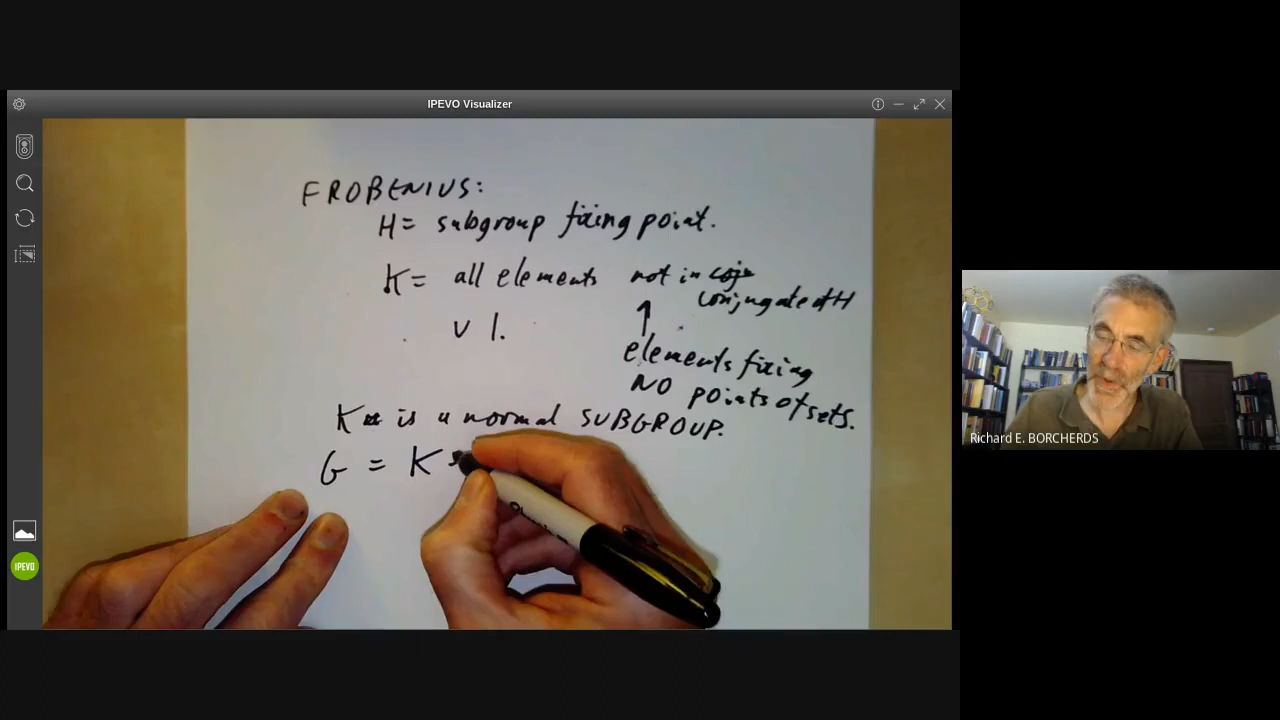 IPEVO Visualizer
FROBENIUS:
H = subgroup fixing point.
K = all elements not in
conjugate of H
∪ 1.
↑
elements fixing
NO points of sets.
K is a normal SUBGROUP.
G = K
Richard E. BORCHERDS
IPEVO